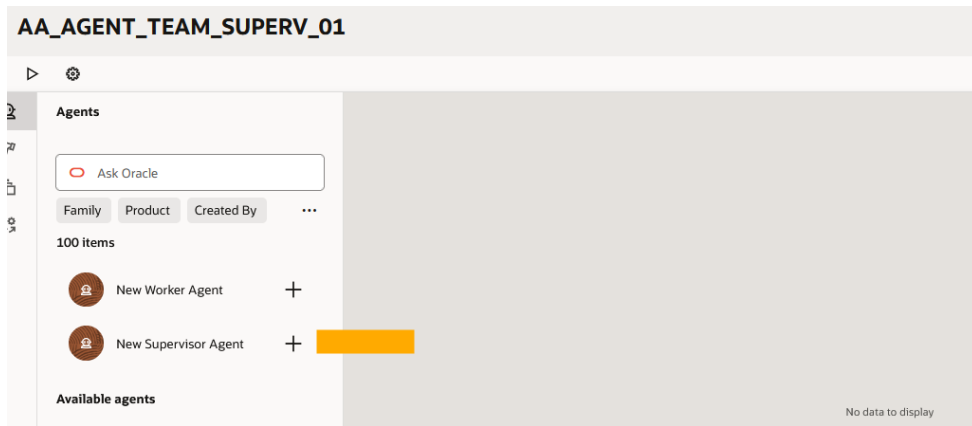 AA_AGENT_TEAM_SUPERV_01
Agents
Ask Oracle
Family Product Created By ...
100 items
New Worker Agent
New Supervisor Agent
Available agents
No data to display